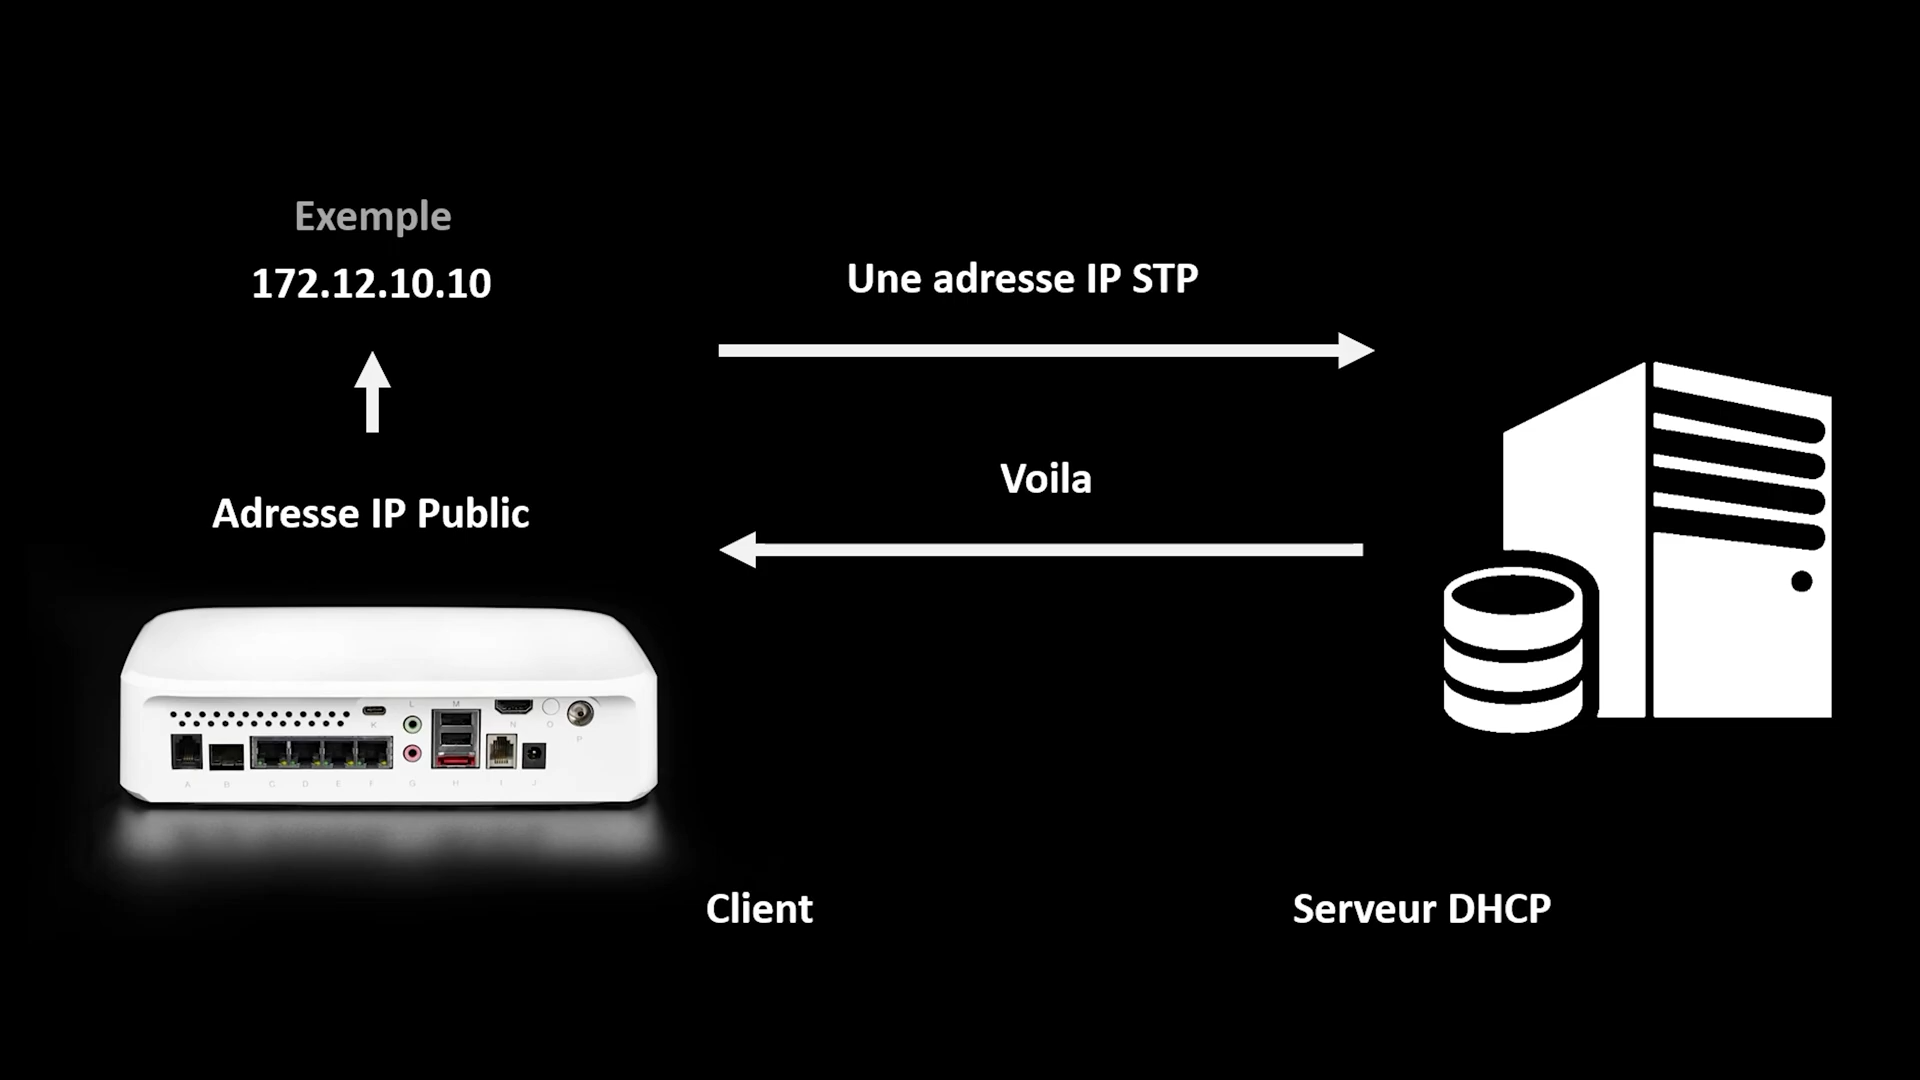 Exemple
172.12.10.10
Une adresse IP STP
Voila
Adresse IP Public
L
M
K
N
O
P
A
B
C
D
E
F
G
H
I
J
Client
Serveur DHCP